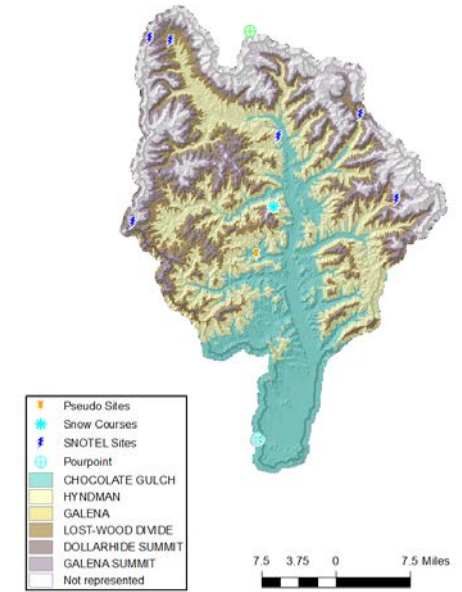 Pseudo Sites
Snow Courses
SNOTEL Sites
Pourpoint
CHOCOLATE GULCH
HYNDMAN
GALENA
LOST-WOOD DIVIDE
DOLLARHIDE SUMMIT
GALENA SUMMIT
Not represented
7.5 3.75 0 7.5 Miles